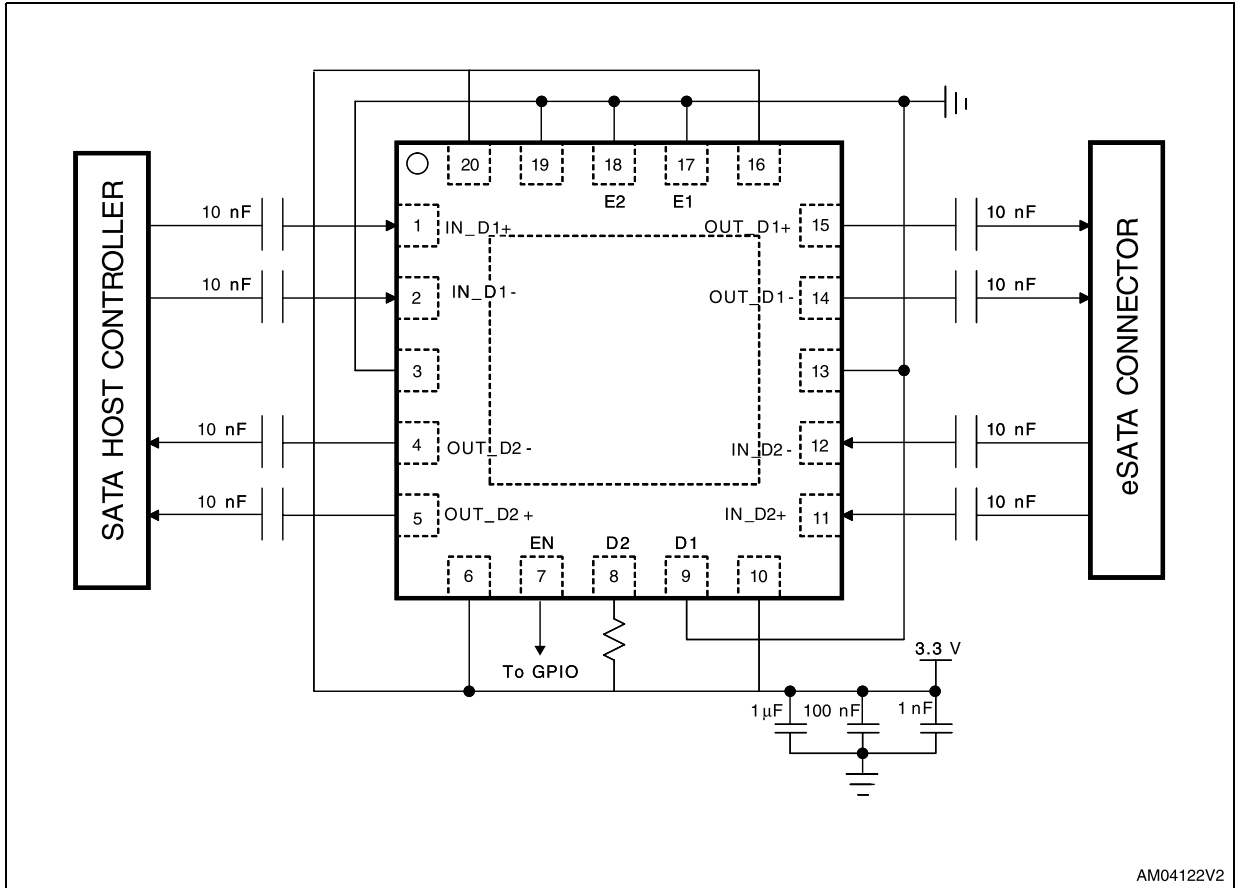 20 19 18 17 16
E2 E1
SATA HOST CONTROLLER
10 nF 1 IN_D1+ OUT_D1+ 15 10 nF
10 nF 2 IN_D1- OUT_D1- 14 10 nF
3 13
10 nF 4 OUT_D2- IN_D2- 12 10 nF
10 nF 5 OUT_D2+ IN_D2+ 11 10 nF
eSATA CONNECTOR
EN D2 D1
6 7 8 9 10
To GPIO
3.3 V
1μF 100 nF 1 nF
AM04122V2